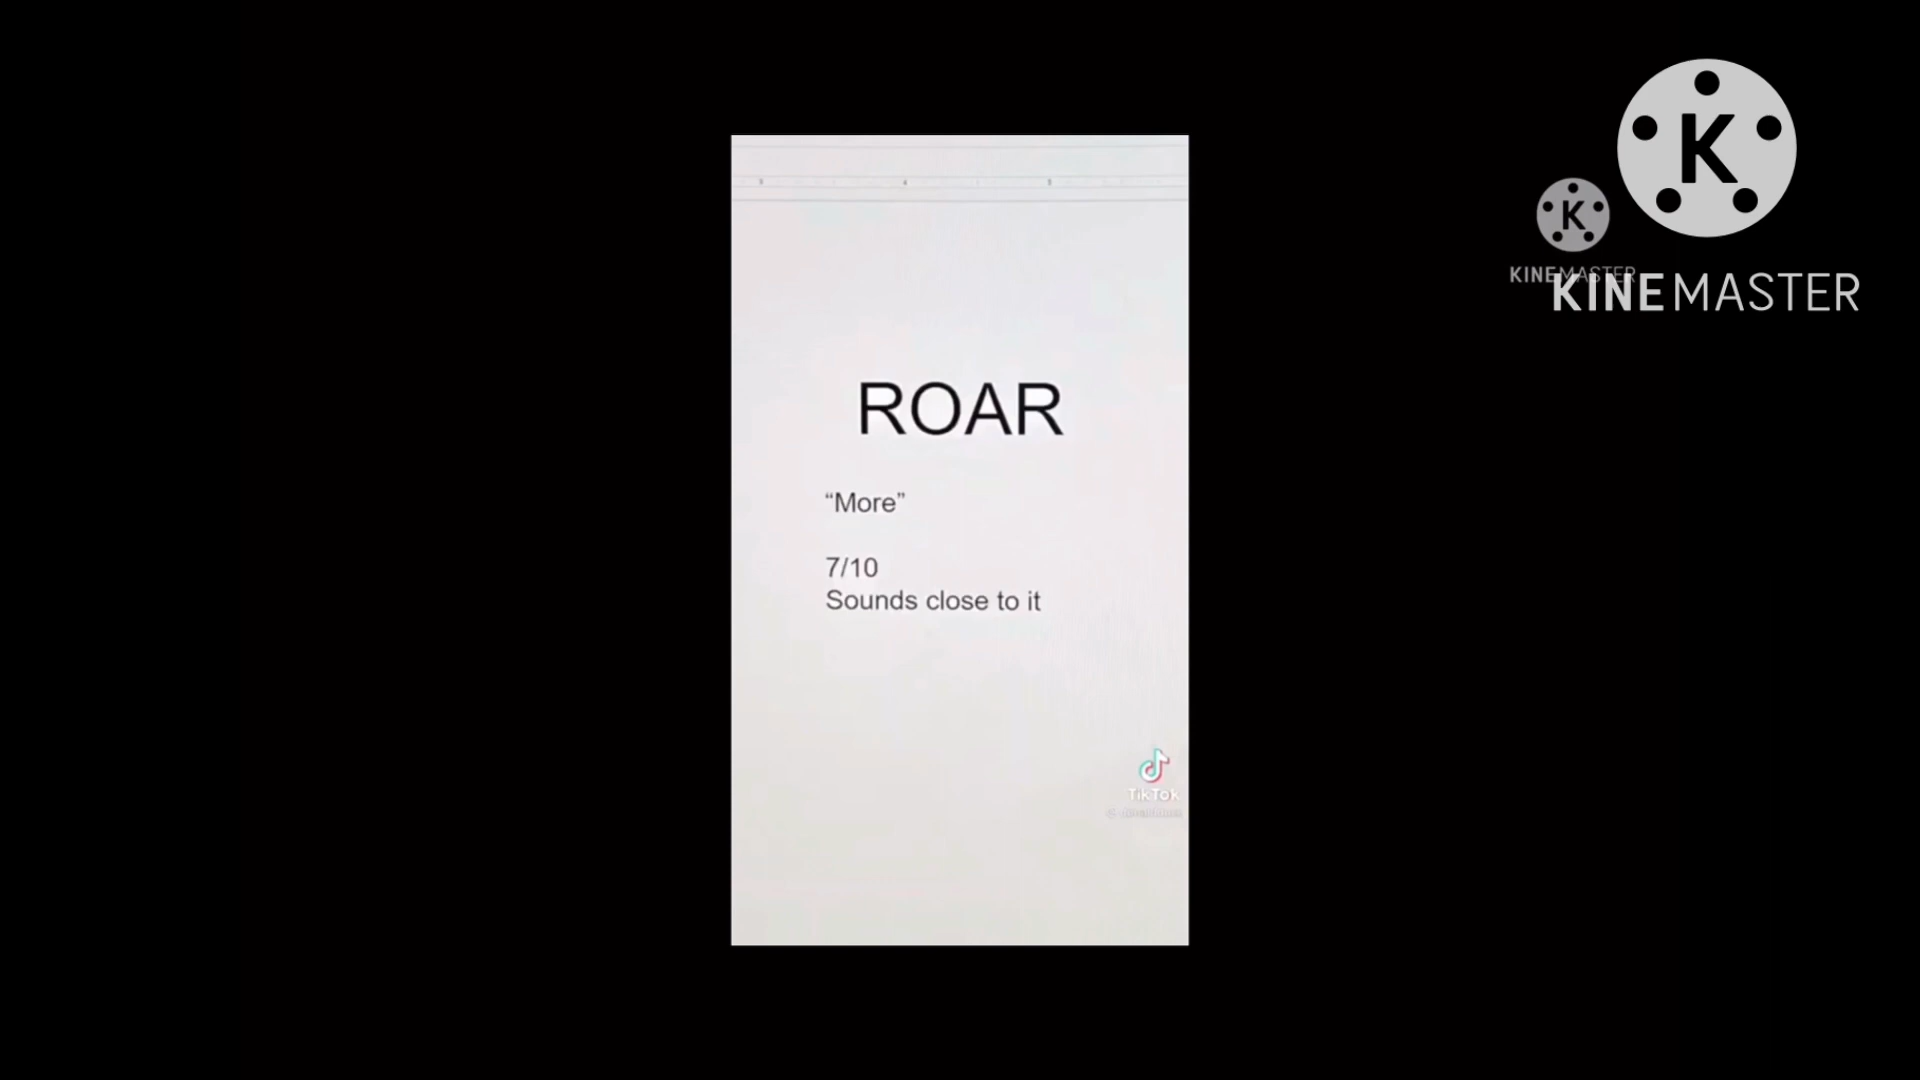 ROAR
“More”
7/10
Sounds close to it
TikTok
K
KINEMASTER
K
KINEMASTER